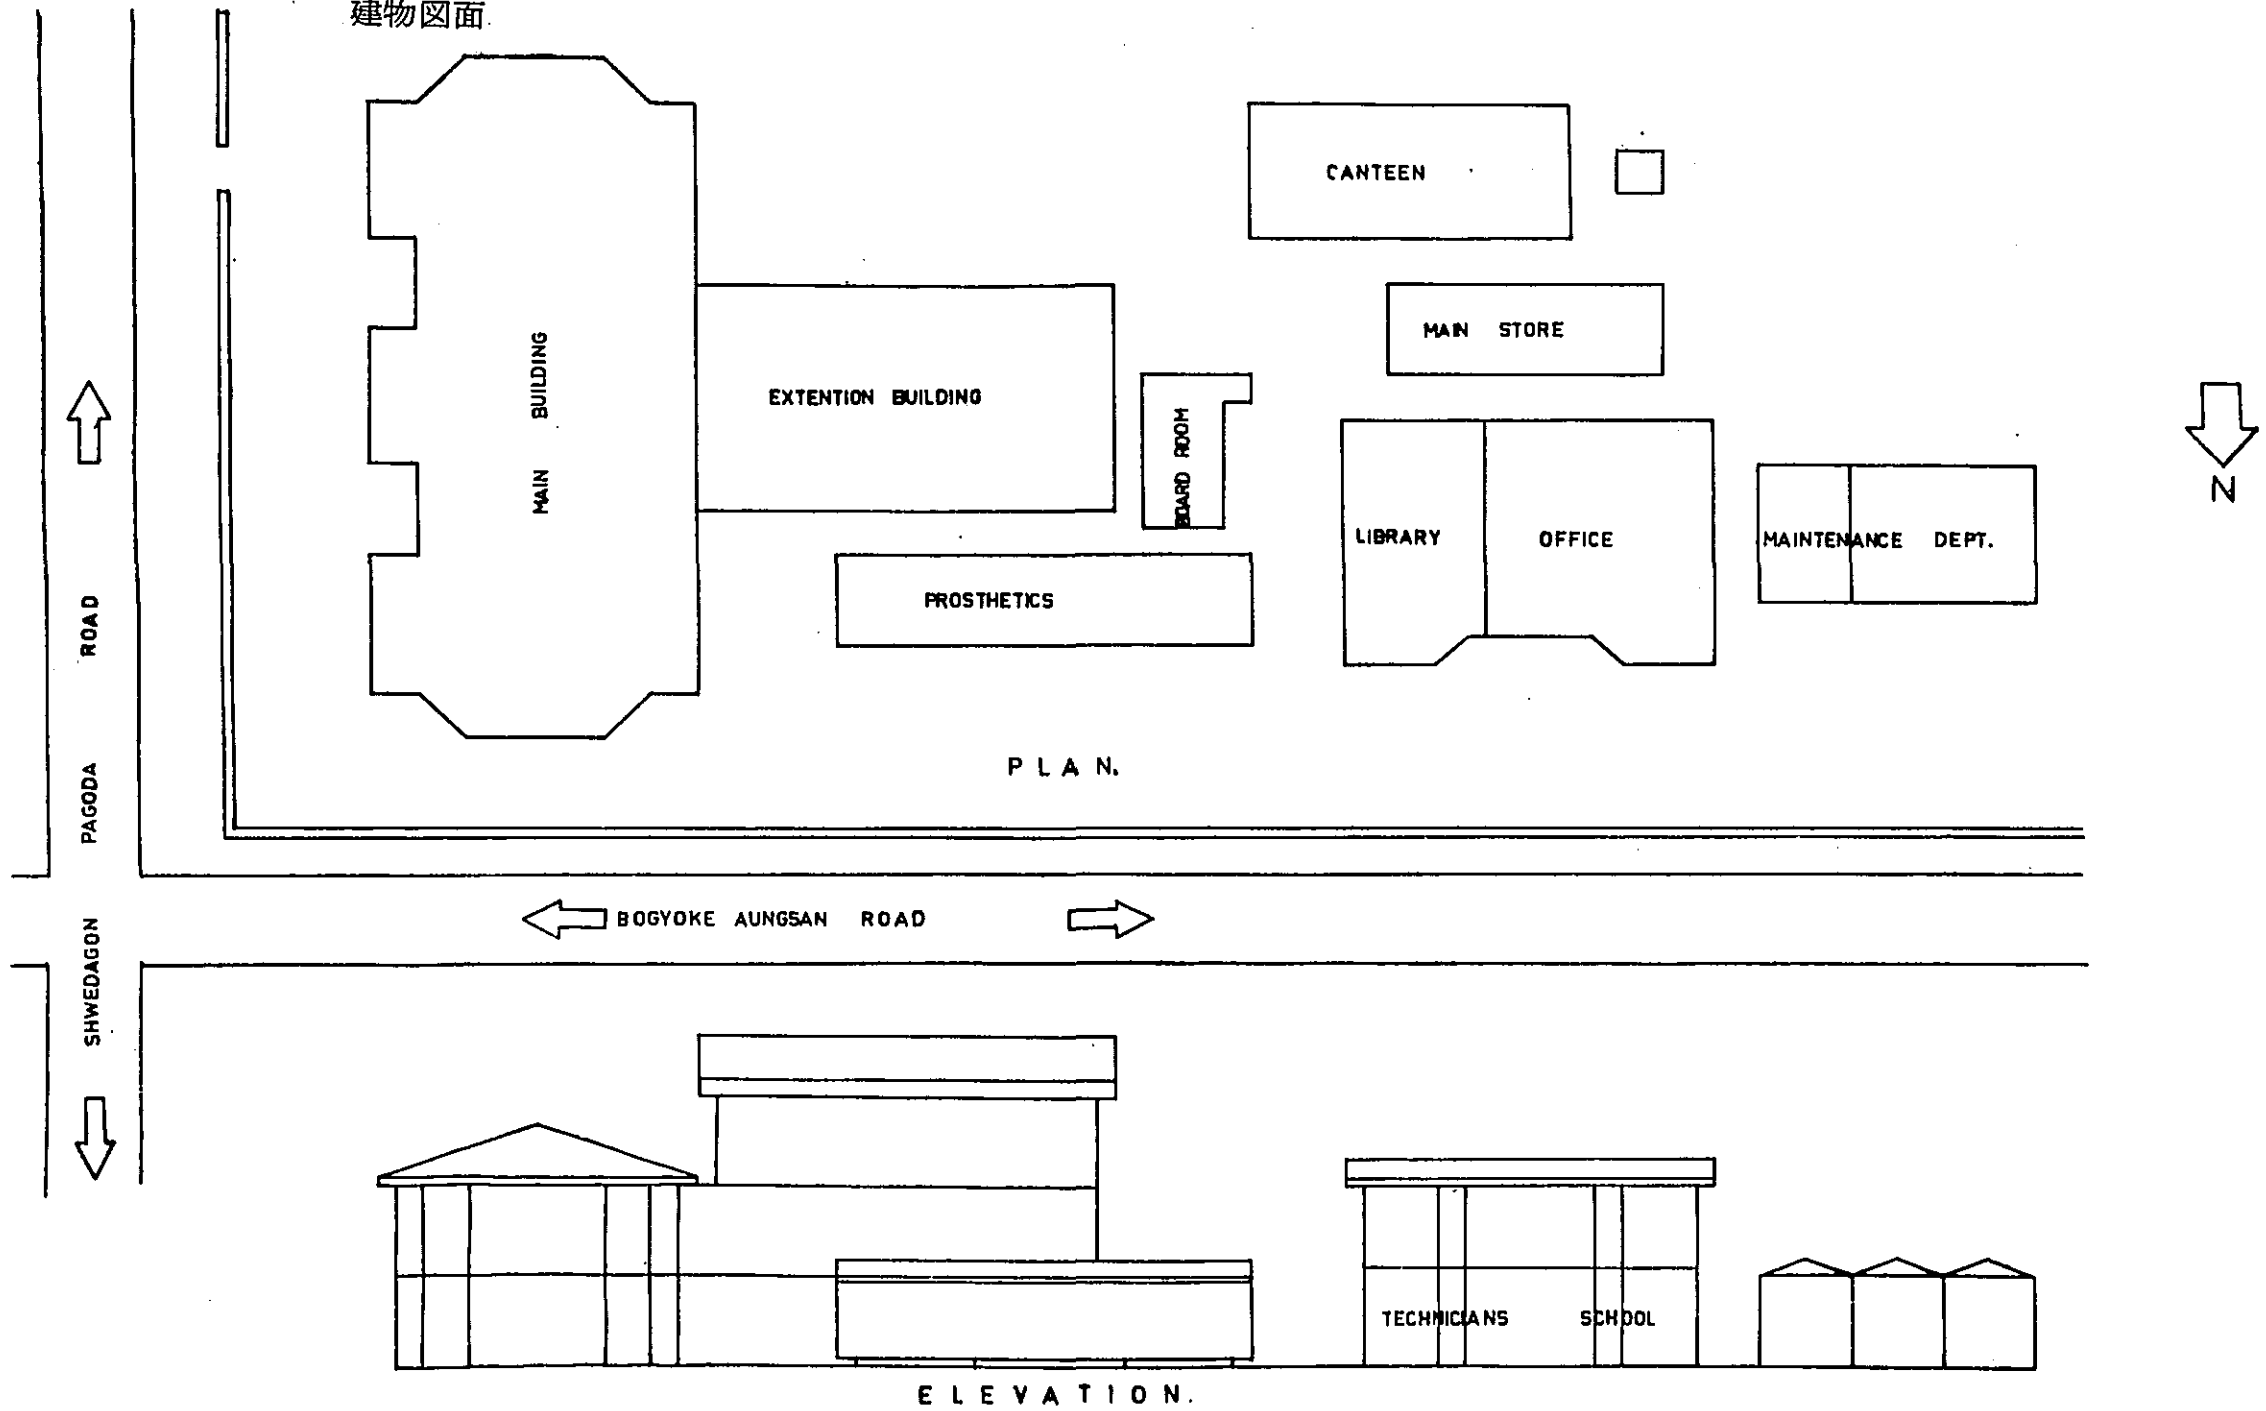 建物図面
CANTEEN
MAIN STORE
MAIN BUILDING
EXTENTION BUILDING
BOARD ROOM
N
LIBRARY
OFFICE
MAINTENANCE DEPT.
PROSTHETICS
PLAN.
SHWEDAGON PAGODA ROAD
BOGYOKE AUNGSAN ROAD
TECHNICIANS SCHOOL
ELEVATION.